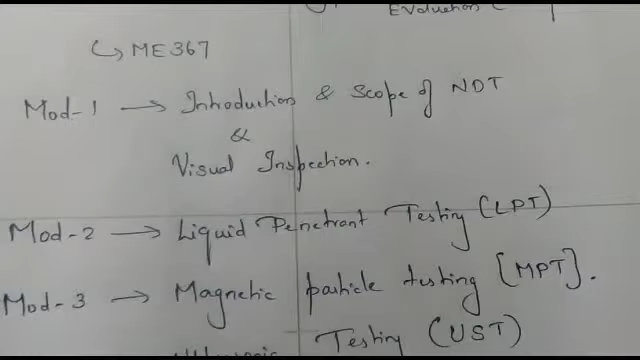 Evaluation (
↳ ME367
Mod-1 → Introduction & Scope of NDT
&
Visual Inspection.
Mod-2 → Liquid Penetrant Testing (LPT)
Mod-3 → Magnetic particle testing [MPT].
Testing (UST)